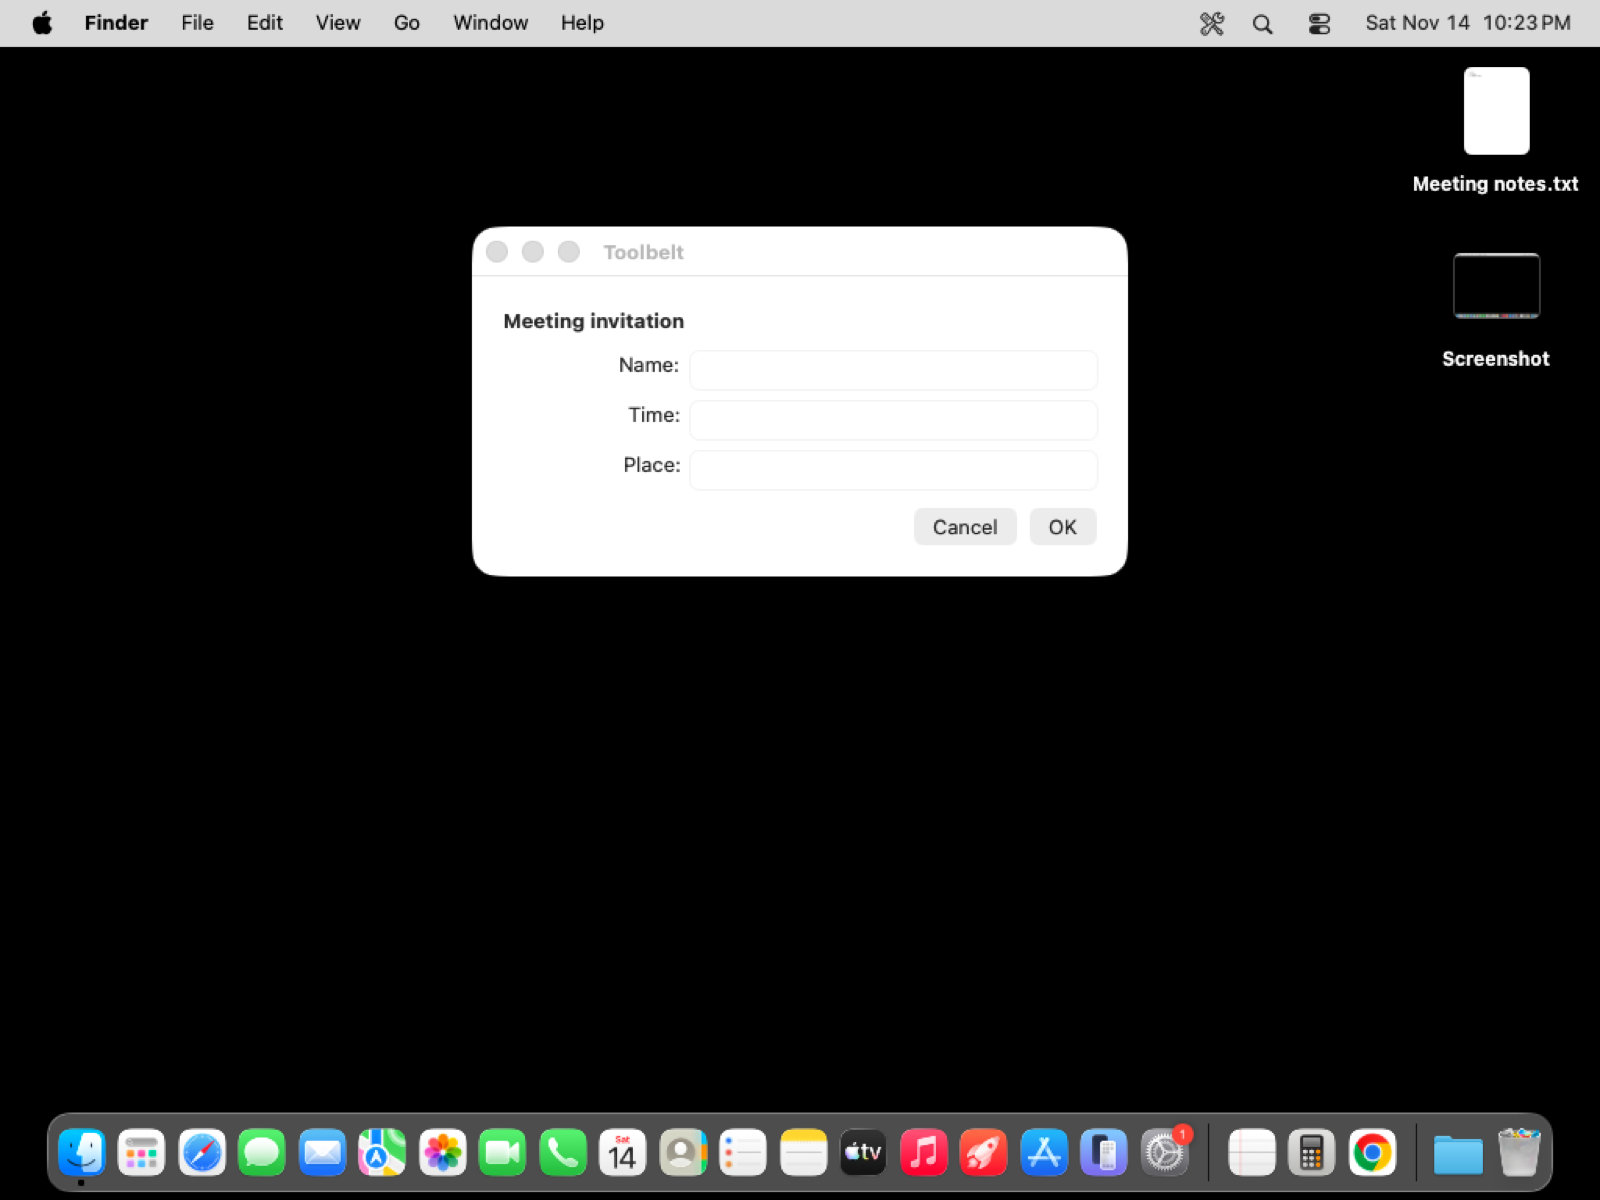 Finder File Edit View Go Window Help Sat Nov 14 10:23 PM
Meeting notes.txt
Screenshot
Toolbelt
Meeting invitation
Name:
Time:
Place:
Cancel OK
Sat
14
tv
1